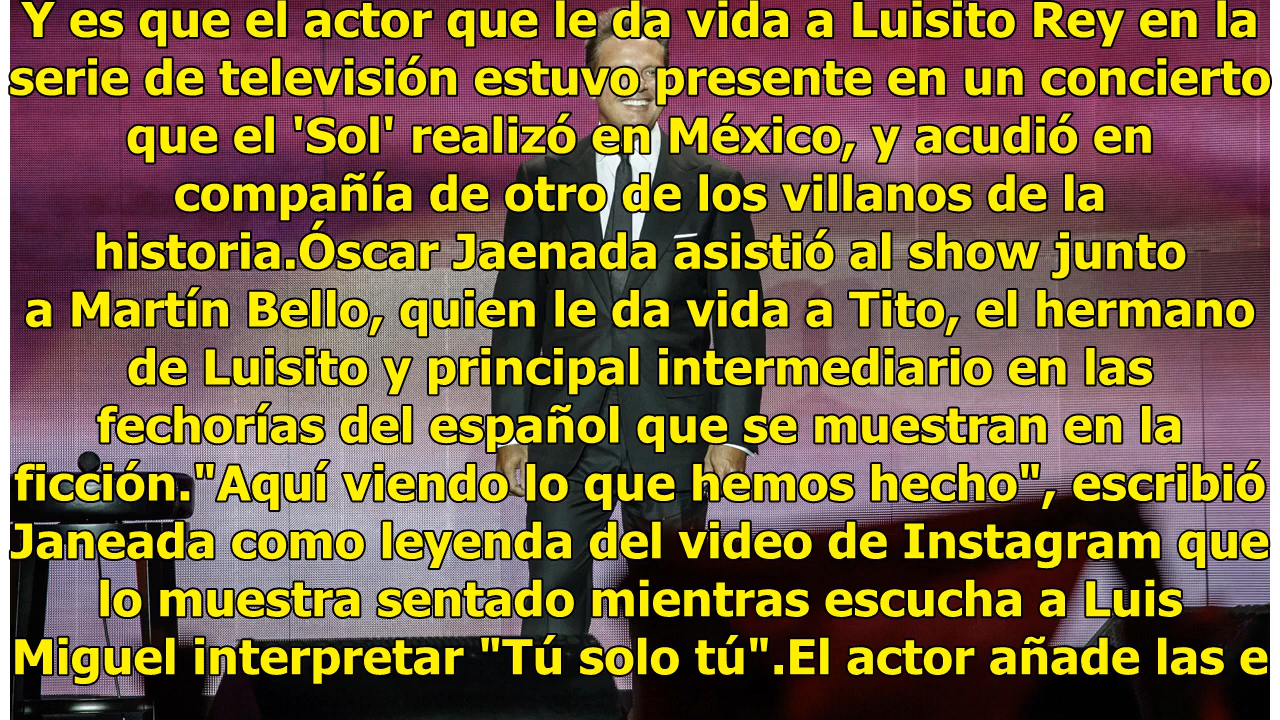 Y es que el actor que le da vida a Luisito Rey en la
serie de televisión estuvo presente en un concierto
que el 'Sol' realizó en México, y acudió en
compañía de otro de los villanos de la
historia.Óscar Jaenada asistió al show junto
a Martín Bello, quien le da vida a Tito, el hermano
de Luisito y principal intermediario en las
fechorías del español que se muestran en la
ficción."Aquí viendo lo que hemos hecho", escribió
Janeada como leyenda del video de Instagram que
lo muestra sentado mientras escucha a Luis
Miguel interpretar "Tú solo tú".El actor añade las e